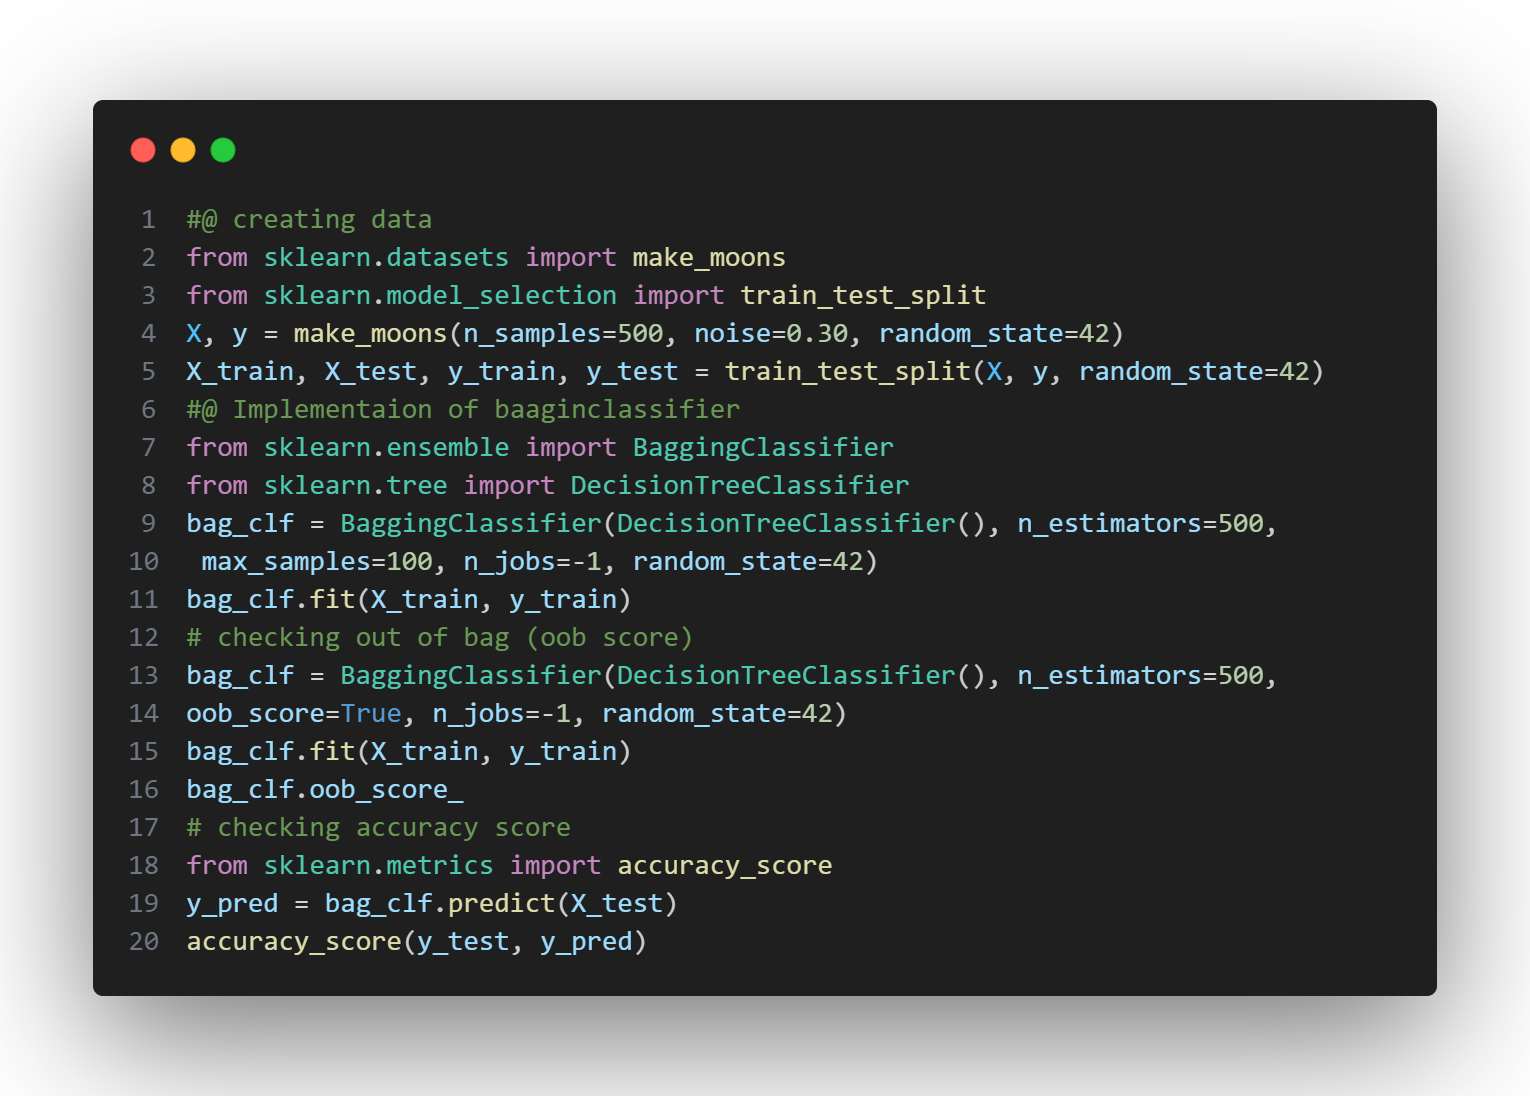 1 #@ creating data
2 from sklearn.datasets import make_moons
3 from sklearn.model_selection import train_test_split
4 X, y = make_moons(n_samples=500, noise=0.30, random_state=42)
5 X_train, X_test, y_train, y_test = train_test_split(X, y, random_state=42)
6 #@ Implementaion of baaginclassifier
7 from sklearn.ensemble import BaggingClassifier
8 from sklearn.tree import DecisionTreeClassifier
9 bag_clf = BaggingClassifier(DecisionTreeClassifier(), n_estimators=500,
10  max_samples=100, n_jobs=-1, random_state=42)
11 bag_clf.fit(X_train, y_train)
12 # checking out of bag (oob score)
13 bag_clf = BaggingClassifier(DecisionTreeClassifier(), n_estimators=500,
14 oob_score=True, n_jobs=-1, random_state=42)
15 bag_clf.fit(X_train, y_train)
16 bag_clf.oob_score_
17 # checking accuracy score
18 from sklearn.metrics import accuracy_score
19 y_pred = bag_clf.predict(X_test)
20 accuracy_score(y_test, y_pred)